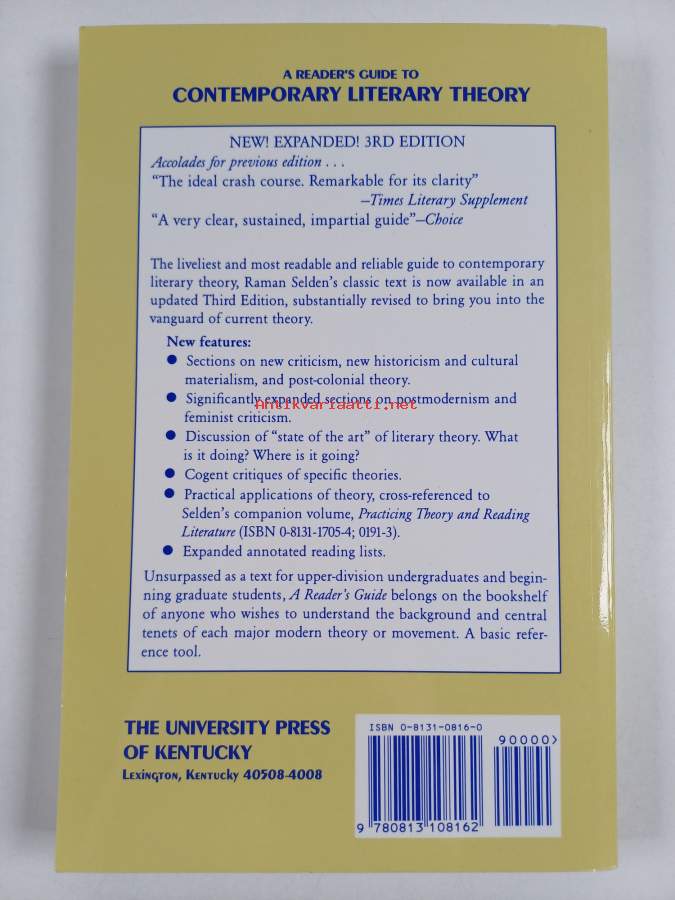 A READER'S GUIDE TO
CONTEMPORARY LITERARY THEORY
NEW! EXPANDED! 3RD EDITION
Accolades for previous edition . . .
“The ideal crash course. Remarkable for its clarity”
—Times Literary Supplement
“A very clear, sustained, impartial guide”—Choice
The liveliest and most readable and reliable guide to contemporary
literary theory, Raman Selden's classic text is now available in an
updated Third Edition, substantially revised to bring you into the
vanguard of current theory.
New features:
● Sections on new criticism, new historicism and cultural
materialism, and post-colonial theory.
● Significantly expanded sections on postmodernism and
Antikvariaatti.net
feminist criticism.
● Discussion of “state of the art” of literary theory. What
is it doing? Where is it going?
● Cogent critiques of specific theories.
● Practical applications of theory, cross-referenced to
Selden's companion volume, Practicing Theory and Reading
Literature (ISBN 0-8131-1705-4; 0191-3).
● Expanded annotated reading lists.
Unsurpassed as a text for upper-division undergraduates and begin-
ning graduate students, A Reader's Guide belongs on the bookshelf
of anyone who wishes to understand the background and central
tenets of each major modern theory or movement. A basic refer-
ence tool.
THE UNIVERSITY PRESS
OF KENTUCKY
Lexington, Kentucky 40508-4008
ISBN 0-8131-0816-0
90000>
9 780813 108162